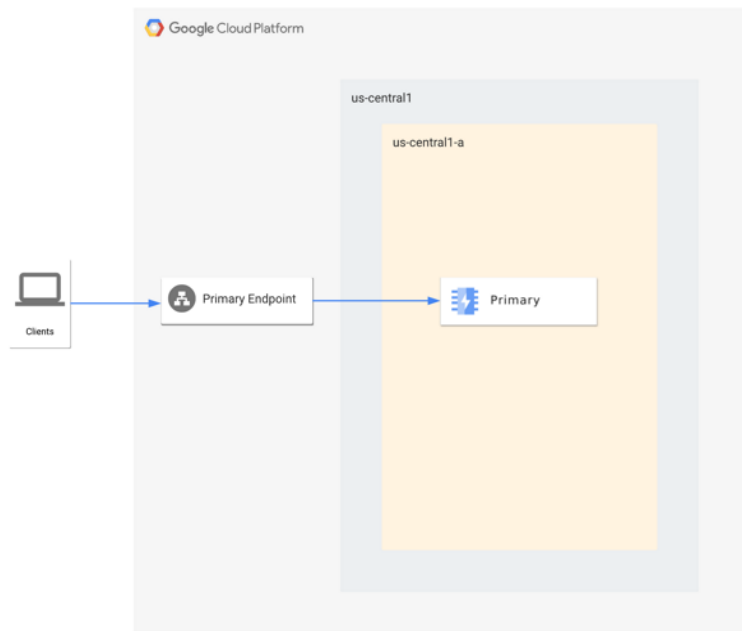 Google Cloud Platform
us-central1
us-central1-a
Clients
Primary Endpoint
Primary